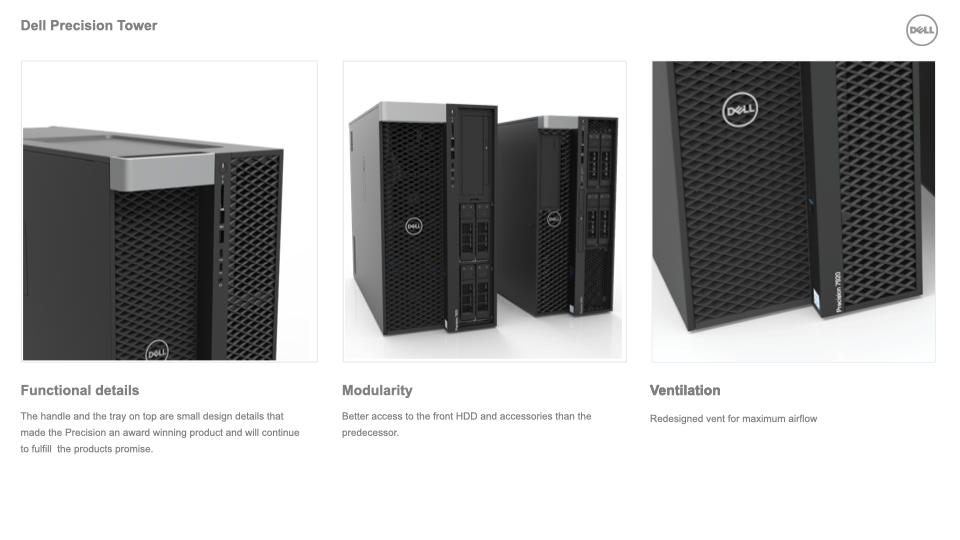 Dell Precision Tower
DELL
DELL
DELL
DELL
DELL
Precision 7920
Functional details
The handle and the tray on top are small design details that
made the Precision an award winning product and will continue
to fulfill  the products promise.
Modularity
Better access to the front HDD and accessories than the
predecessor.
Ventilation
Redesigned vent for maximum airflow